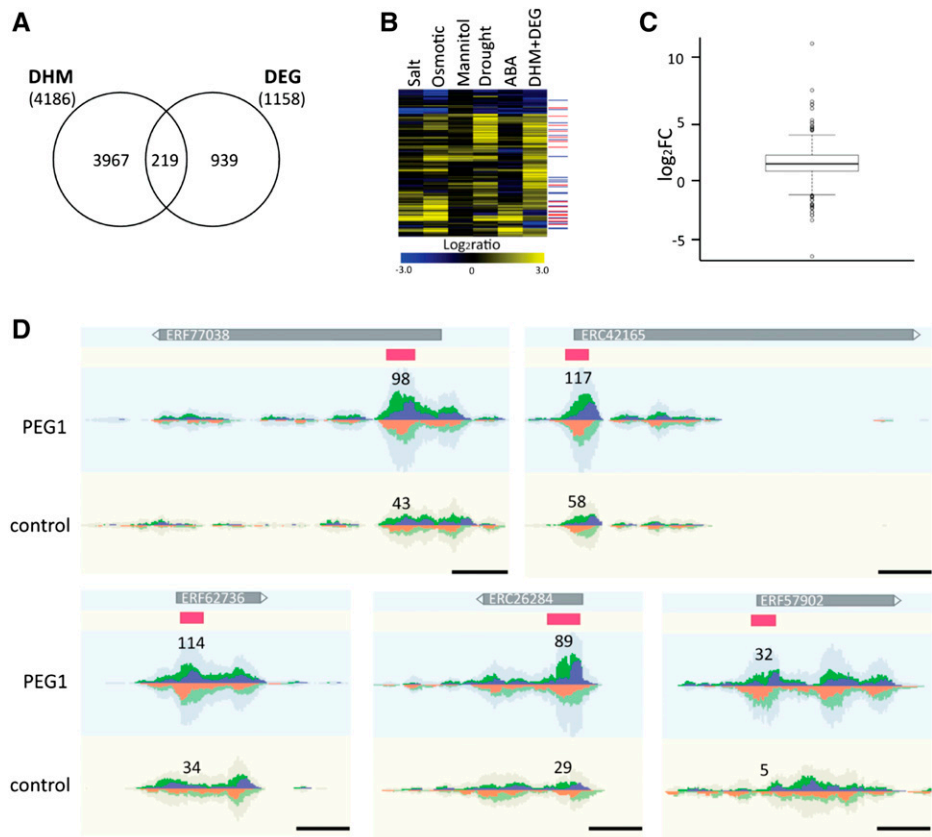 A
DHM
(4186)
DEG
(1158)
3967
219
939
B
Salt
Osmotic
Mannitol
Drought
ABA
DHM+DEG
Log2ratio
-3.0
0
3.0
C
log2FC
10
5
0
-5
D
ERF77038
ERC42165
PEG1
98
117
control
43
58
ERF62736
ERC26284
ERF57902
PEG1
114
89
32
control
34
29
5